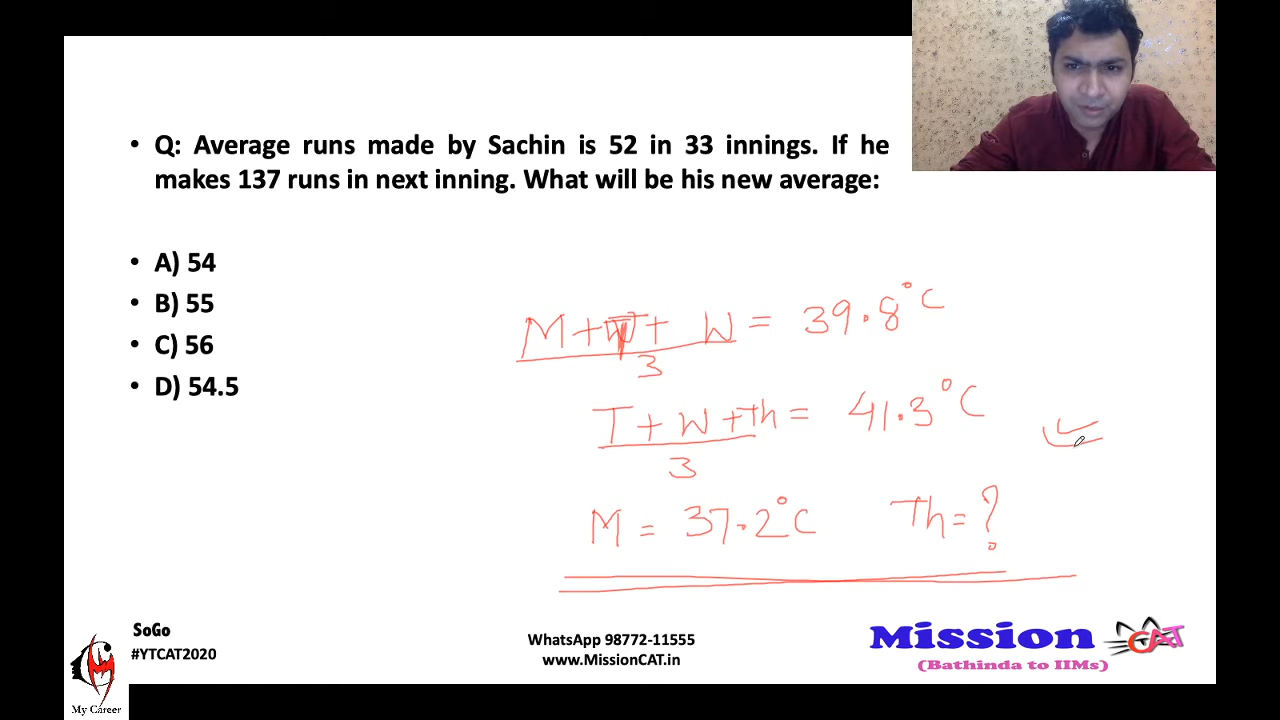 • Q: Average runs made by Sachin is 52 in 33 innings. If he
makes 137 runs in next inning. What will be his new average:
• A) 54
• B) 55
• C) 56
• D) 54.5
M+T+ W = 39.8°C
3
T+W+Th = 41.3°C
3
M = 37.2°C Th=?
SoGo
#YTCAT2020
My Career
WhatsApp 98772-11555
www.MissionCAT.in
Mission CAT
(Bathinda to IIMs)